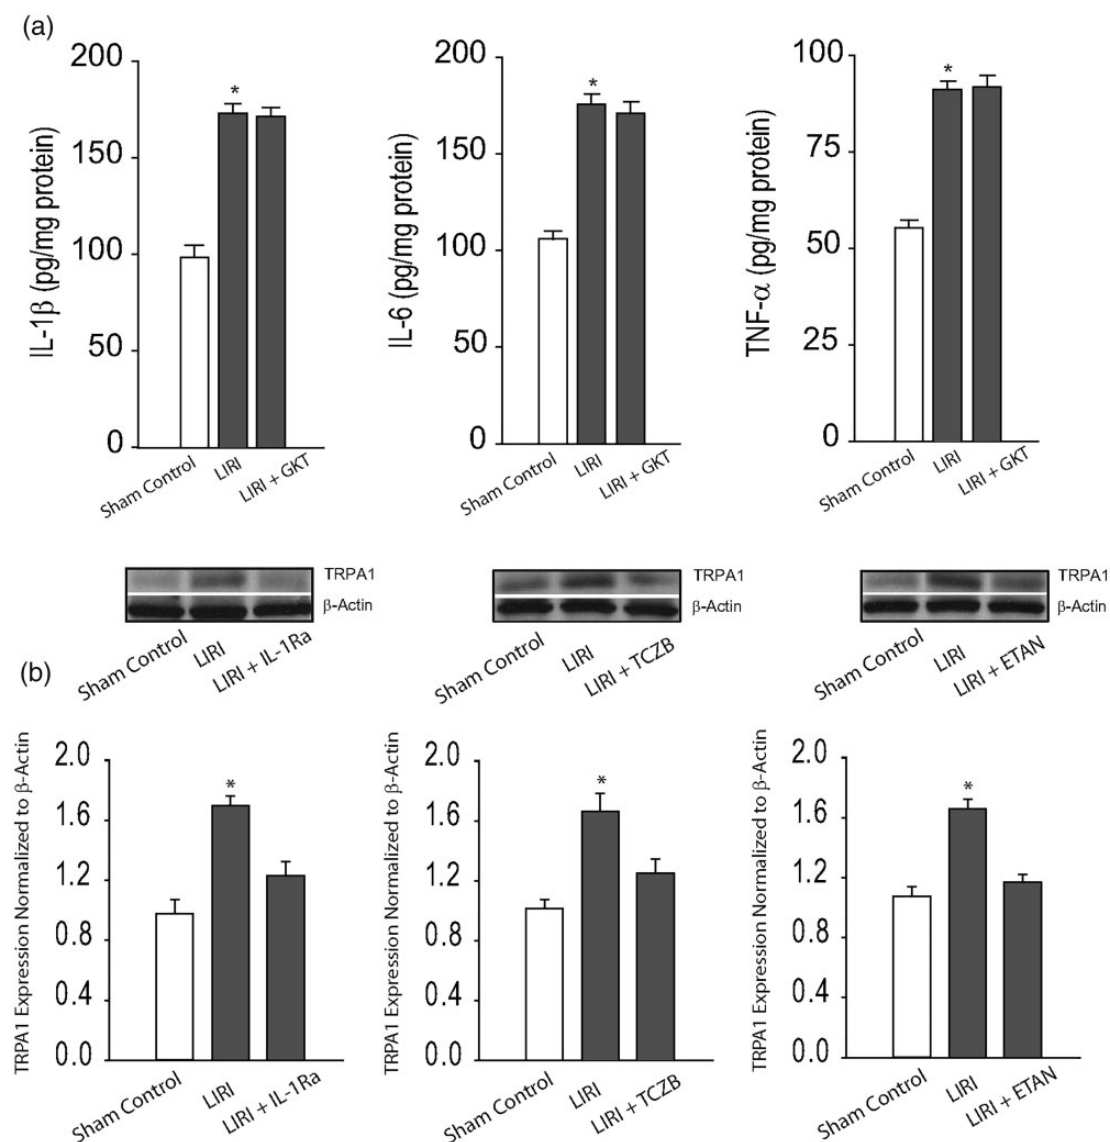 (a)
IL-1β (pg/mg protein)
200
150
100
50
0
*
Sham Control
LIRI
LIRI + GKT
IL-6 (pg/mg protein)
200
150
100
50
0
*
Sham Control
LIRI
LIRI + GKT
TNF-α (pg/mg protein)
100
75
50
25
0
*
Sham Control
LIRI
LIRI + GKT
TRPA1
β-Actin
Sham Control
LIRI
LIRI + IL-1Ra
TRPA1
β-Actin
Sham Control
LIRI
LIRI + TCZB
TRPA1
β-Actin
Sham Control
LIRI
LIRI + ETAN
(b)
TRPA1 Expression Normalized to β-Actin
2.0
1.6
1.2
0.8
0.4
0.0
*
Sham Control
LIRI
LIRI + IL-1Ra
TRPA1 Expression Normalized to β-Actin
2.0
1.6
1.2
0.8
0.4
0.0
*
Sham Control
LIRI
LIRI + TCZB
TRPA1 Expression Normalized to β-Actin
2.0
1.6
1.2
0.8
0.4
0.0
*
Sham Control
LIRI
LIRI + ETAN